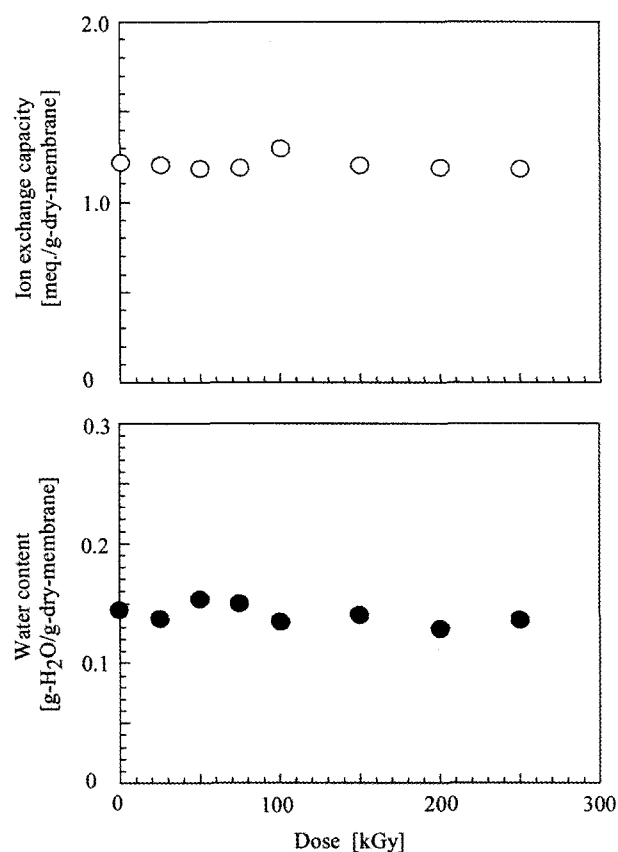 2.0
1.0
0
Ion exchange capacity
[meq./g-dry-membrane]
0.3
0.2
0.1
0
Water content
[g-H2O/g-dry-membrane]
0 100 200 300
Dose [kGy]